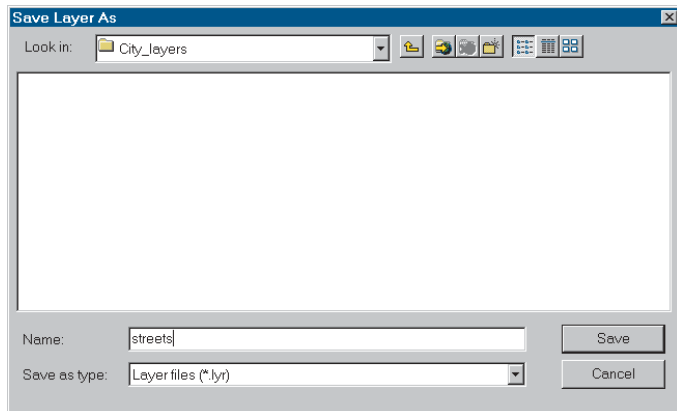 Save Layer As
Look in: City_layers
Name: streets Save
Save as type: Layer files (*.lyr) Cancel